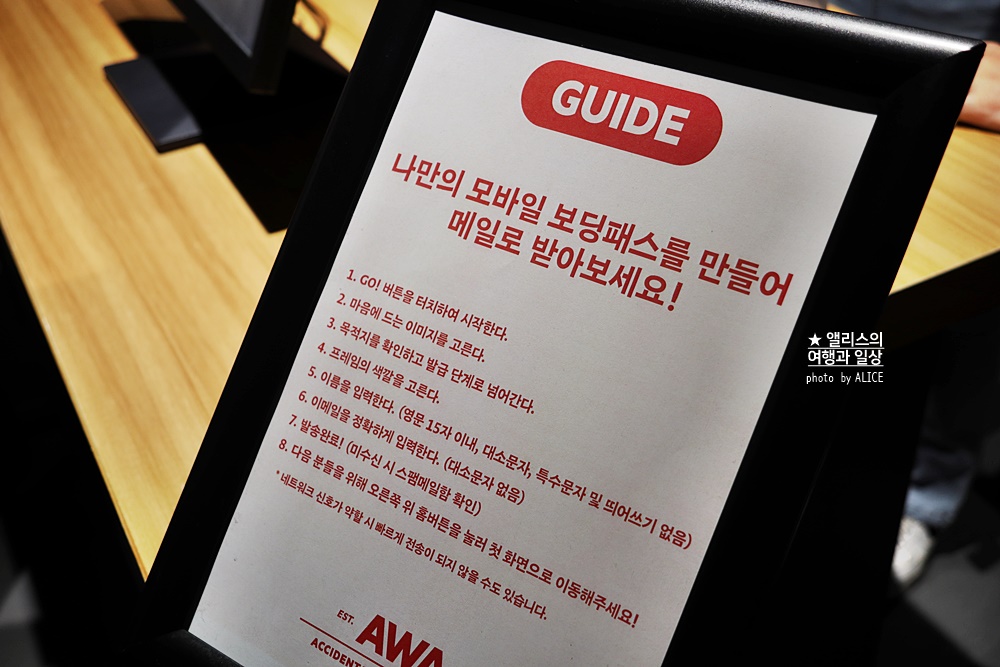 GUIDE
나만의 모바일 보딩패스를 만들어
메일로 받아보세요!
1. GO! 버튼을 터치하여 시작한다.
2. 마음에 드는 이미지를 고른다.
3. 목적지를 확인하고 발급 단계로 넘어간다.
4. 프레임의 색깔을 고른다.
5. 이름을 입력한다. (영문 15자 이내, 대소문자, 특수문자 및 띄어쓰기 없음)
6. 이메일을 정확하게 입력한다. (대소문자 없음)
7. 발송완료! (미수신 시 스팸메일함 확인)
8. 다음 분들을 위해 오른쪽 위 홈버튼을 눌러 첫 화면으로 이동해주세요!
* 네트워크 신호가 약할 시 빠르게 전송이 되지 않을 수도 있습니다.
EST.
AWA
ACCIDENT
★ 앨리스의
여행과 일상
photo by ALICE